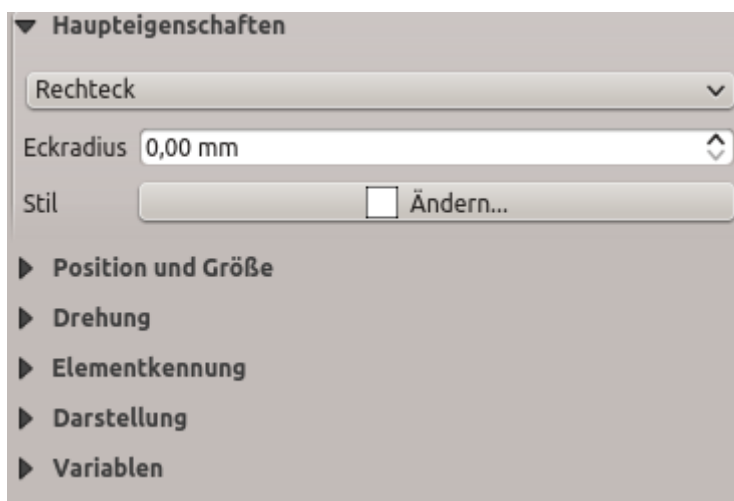 Haupteigenschaften
Rechteck
Eckradius 0,00 mm
Stil Ändern...
Position und Größe
Drehung
Elementkennung
Darstellung
Variablen